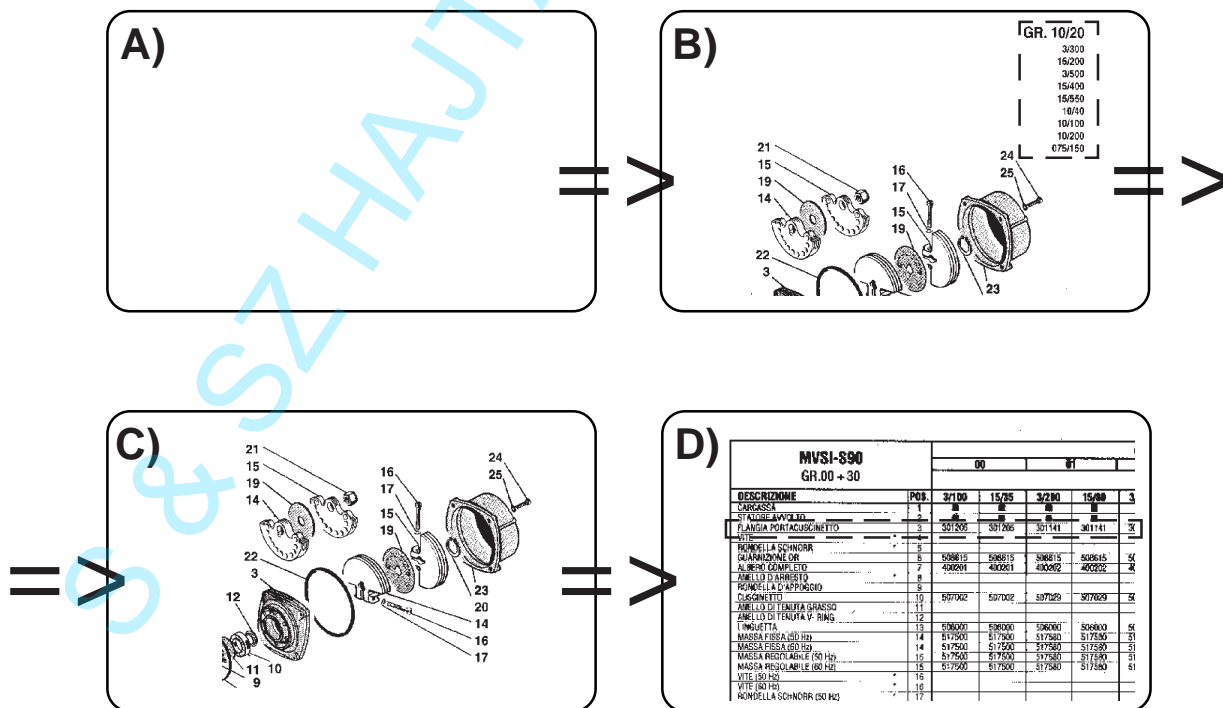 A)
= >
B)
GR. 10/20
3/300
15/200
3/500
15/400
15/550
10/40
10/100
10/200
075/150
21
15
19
14
22
3
16
17
15
19
24
25
23
= >
= >
C)
21
15
19
14
22
3
12
11 10
9
16
17
15
19
24
25
23
20
14
16
17
= >
D)
MVSI-S90
GR.00 ÷ 30
00 01
DESCRIZIONE POS. 3/100 15/35 3/200 15/80
CARCASSA 1
STATORE AVVOLTO 2
FLANGIA PORTACUSCINETTO 3 301205 301205 301141 301141
VITE * 4
RONDELLA SCHNORR * 5
GUARNIZIONE OR 6 508615 508615 508615 508615
ALBERO COMPLETO 7 400201 400201 400202 400202
ANELLO D'ARRESTO * 8
RONDELLA D'APPOGGIO 9
CUSCINETTO 10 507002 507002 507029 507029
ANELLO DI TENUTA GRASSO 11
ANELLO DI TENUTA V- RING 12
LINGUETTA 13 506000 506000 506000 506000
MASSA FISSA (50 Hz) 14 517500 517500 517580 517580
MASSA FISSA (60 Hz) 14 517500 517500 517580 517580
MASSA REGOLABILE (50 Hz) 15 517500 517500 517580 517580
MASSA REGOLABILE (60 Hz) 15 517500 517500 517580 517580
VITE (50 Hz) * 16
VITE (60 Hz) * 16
RONDELLA SCHNORR (50 Hz) * 17
S & SZ HAJT